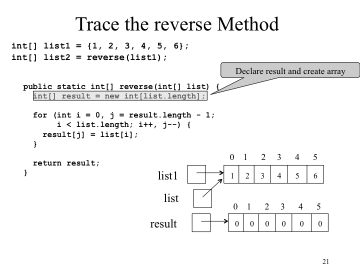 Trace the reverse Method
int[] list1 = {1, 2, 3, 4, 5, 6};
int[] list2 = reverse(list1);
Declare result and create array
public static int[] reverse(int[] list) {
int[] result = new int[list.length];
for (int i = 0, j = result.length - 1;
i < list.length; i++, j--) {
result[j] = list[i];
}
return result;
}
0 1 2 3 4 5
list1 1 2 3 4 5 6
list
0 1 2 3 4 5
result 0 0 0 0 0 0
21